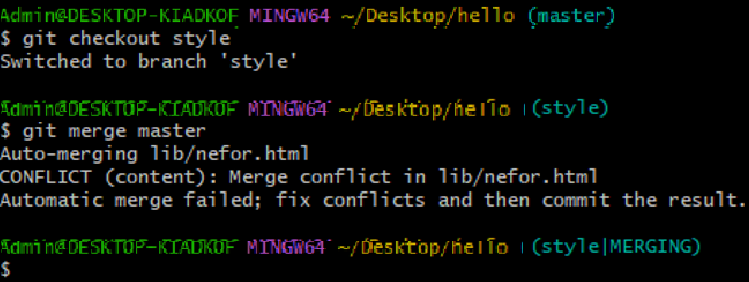 Admin@DESKTOP-KIADKOF MINGW64 ~/Desktop/hello (master)
$ git checkout style
Switched to branch 'style'
Admin@DESKTOP-KIADKOF MINGW64 ~/Desktop/hello (style)
$ git merge master
Auto-merging lib/nefor.html
CONFLICT (content): Merge conflict in lib/nefor.html
Automatic merge failed; fix conflicts and then commit the result.
Admin@DESKTOP-KIADKOF MINGW64 ~/Desktop/hello (style|MERGING)
$